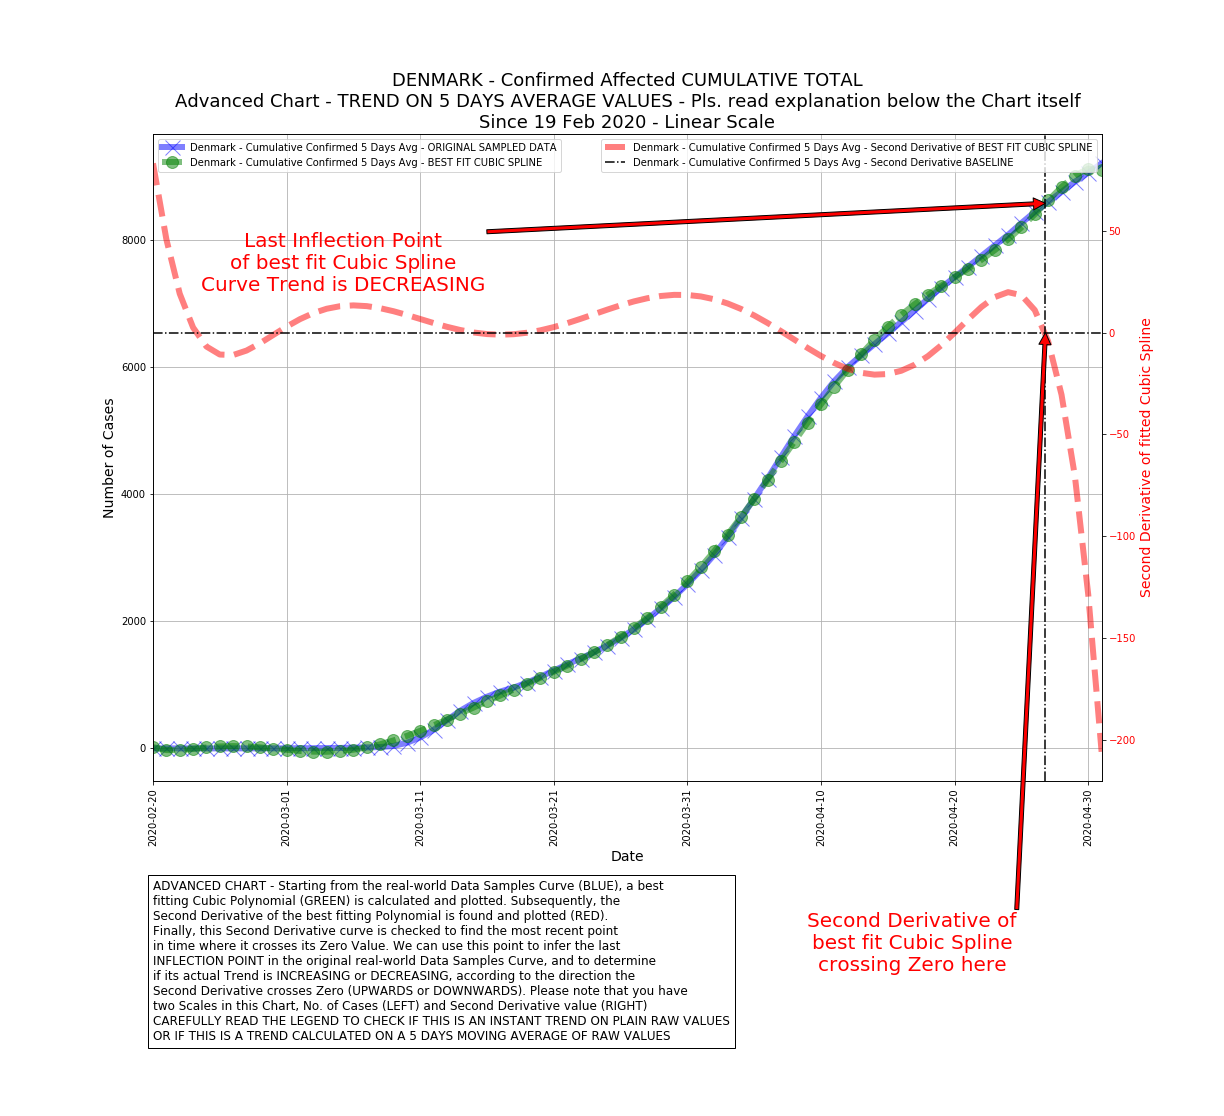 DENMARK - Confirmed Affected CUMULATIVE TOTAL
Advanced Chart - TREND ON 5 DAYS AVERAGE VALUES - Pls. read explanation below the Chart itself
Since 19 Feb 2020 - Linear Scale
Denmark - Cumulative Confirmed 5 Days Avg - ORIGINAL SAMPLED DATA
Denmark - Cumulative Confirmed 5 Days Avg - BEST FIT CUBIC SPLINE
Denmark - Cumulative Confirmed 5 Days Avg - Second Derivative of BEST FIT CUBIC SPLINE
Denmark - Cumulative Confirmed 5 Days Avg - Second Derivative BASELINE
Last Inflection Point
of best fit Cubic Spline
Curve Trend is DECREASING
Number of Cases
8000
6000
4000
2000
0
50
0
−50
−100
−150
−200
Second Derivative of fitted Cubic Spline
2020-02-20
2020-03-01
2020-03-11
2020-03-21
2020-03-31
2020-04-10
2020-04-20
2020-04-30
Date
ADVANCED CHART - Starting from the real-world Data Samples Curve (BLUE), a best
fitting Cubic Polynomial (GREEN) is calculated and plotted. Subsequently, the
Second Derivative of the best fitting Polynomial is found and plotted (RED).
Finally, this Second Derivative curve is checked to find the most recent point
in time where it crosses its Zero Value. We can use this point to infer the last
INFLECTION POINT in the original real-world Data Samples Curve, and to determine
if its actual Trend is INCREASING or DECREASING, according to the direction the
Second Derivative crosses Zero (UPWARDS or DOWNWARDS). Please note that you have
two Scales in this Chart, No. of Cases (LEFT) and Second Derivative value (RIGHT)
CAREFULLY READ THE LEGEND TO CHECK IF THIS IS AN INSTANT TREND ON PLAIN RAW VALUES
OR IF THIS IS A TREND CALCULATED ON A 5 DAYS MOVING AVERAGE OF RAW VALUES
Second Derivative of
best fit Cubic Spline
crossing Zero here